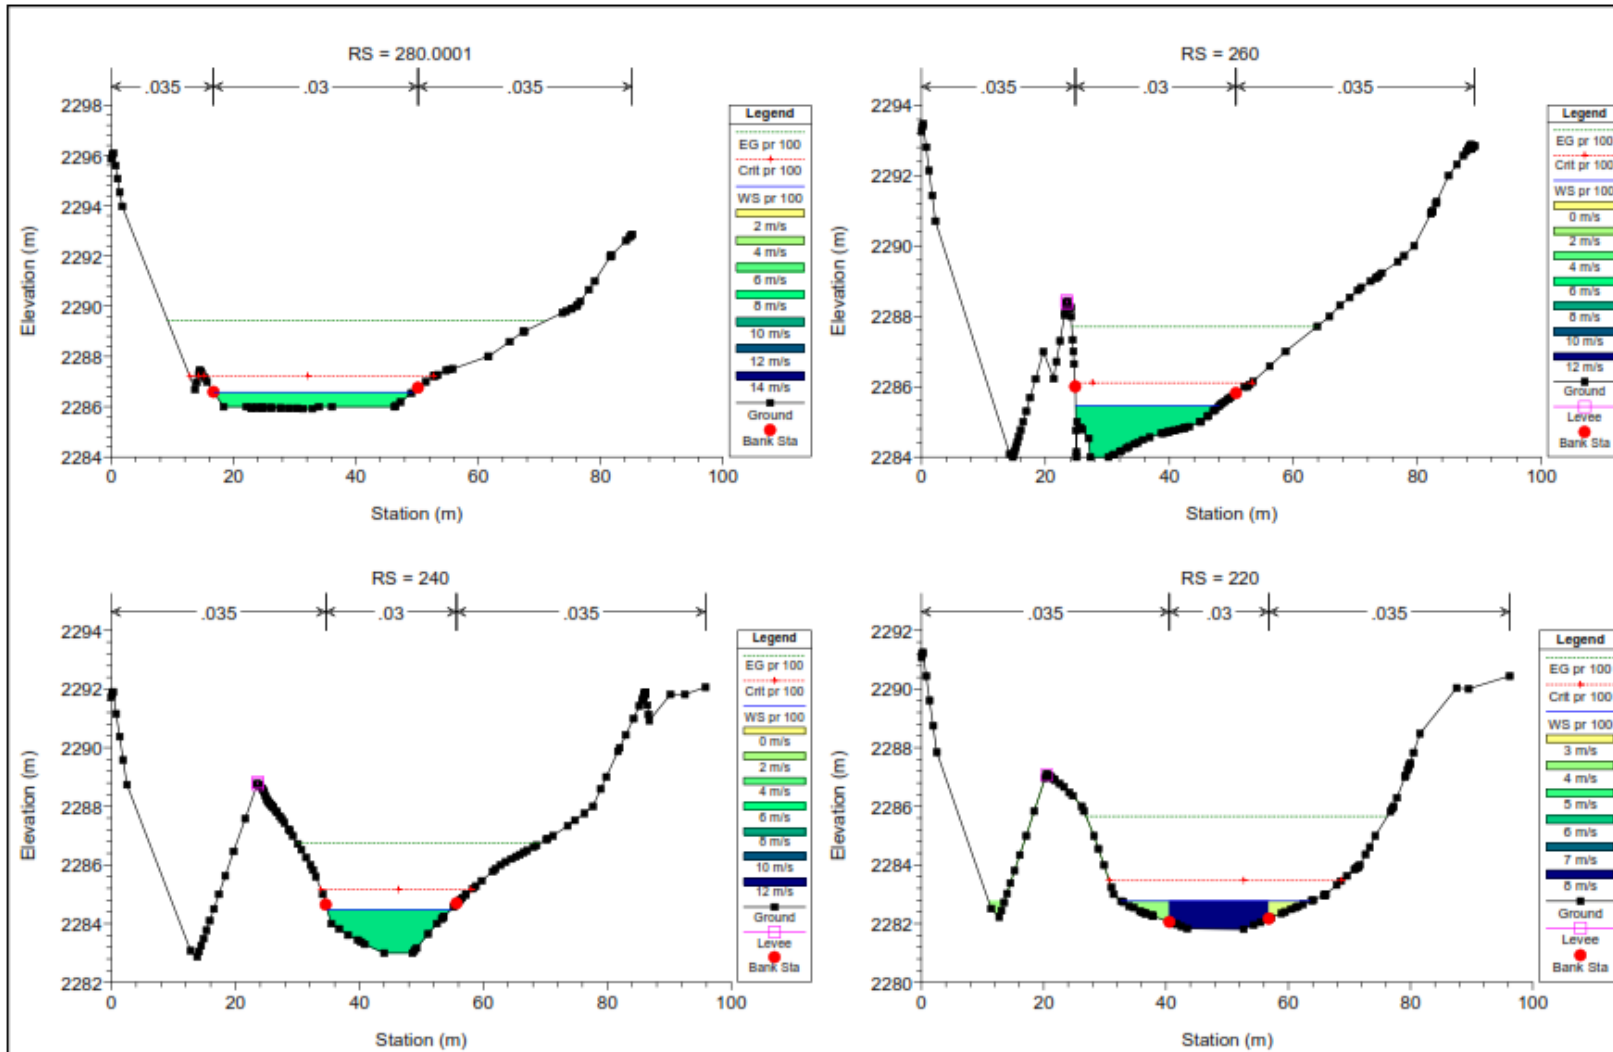 RS = 280.0001
.035 .03 .035
2298
2296
2294
2292
2290
2288
2286
2284
Elevation (m)
0 20 40 60 80 100
Station (m)
Legend
EG pr 100
Crit pr 100
WS pr 100
2 m/s
4 m/s
6 m/s
8 m/s
10 m/s
12 m/s
14 m/s
Ground
Bank Sta
RS = 260
.035 .03 .035
2294
2292
2290
2288
2286
2284
Elevation (m)
0 20 40 60 80 100
Station (m)
Legend
EG pr 100
Crit pr 100
WS pr 100
0 m/s
2 m/s
4 m/s
6 m/s
8 m/s
10 m/s
12 m/s
Ground
Levee
Bank Sta
RS = 240
.035 .03 .035
2294
2292
2290
2288
2286
2284
2282
Elevation (m)
0 20 40 60 80 100
Station (m)
Legend
EG pr 100
Crit pr 100
WS pr 100
0 m/s
2 m/s
4 m/s
6 m/s
8 m/s
10 m/s
12 m/s
Ground
Levee
Bank Sta
RS = 220
.035 .03 .035
2292
2290
2288
2286
2284
2282
2280
Elevation (m)
0 20 40 60 80 100
Station (m)
Legend
EG pr 100
Crit pr 100
WS pr 100
3 m/s
4 m/s
5 m/s
6 m/s
7 m/s
8 m/s
Ground
Levee
Bank Sta